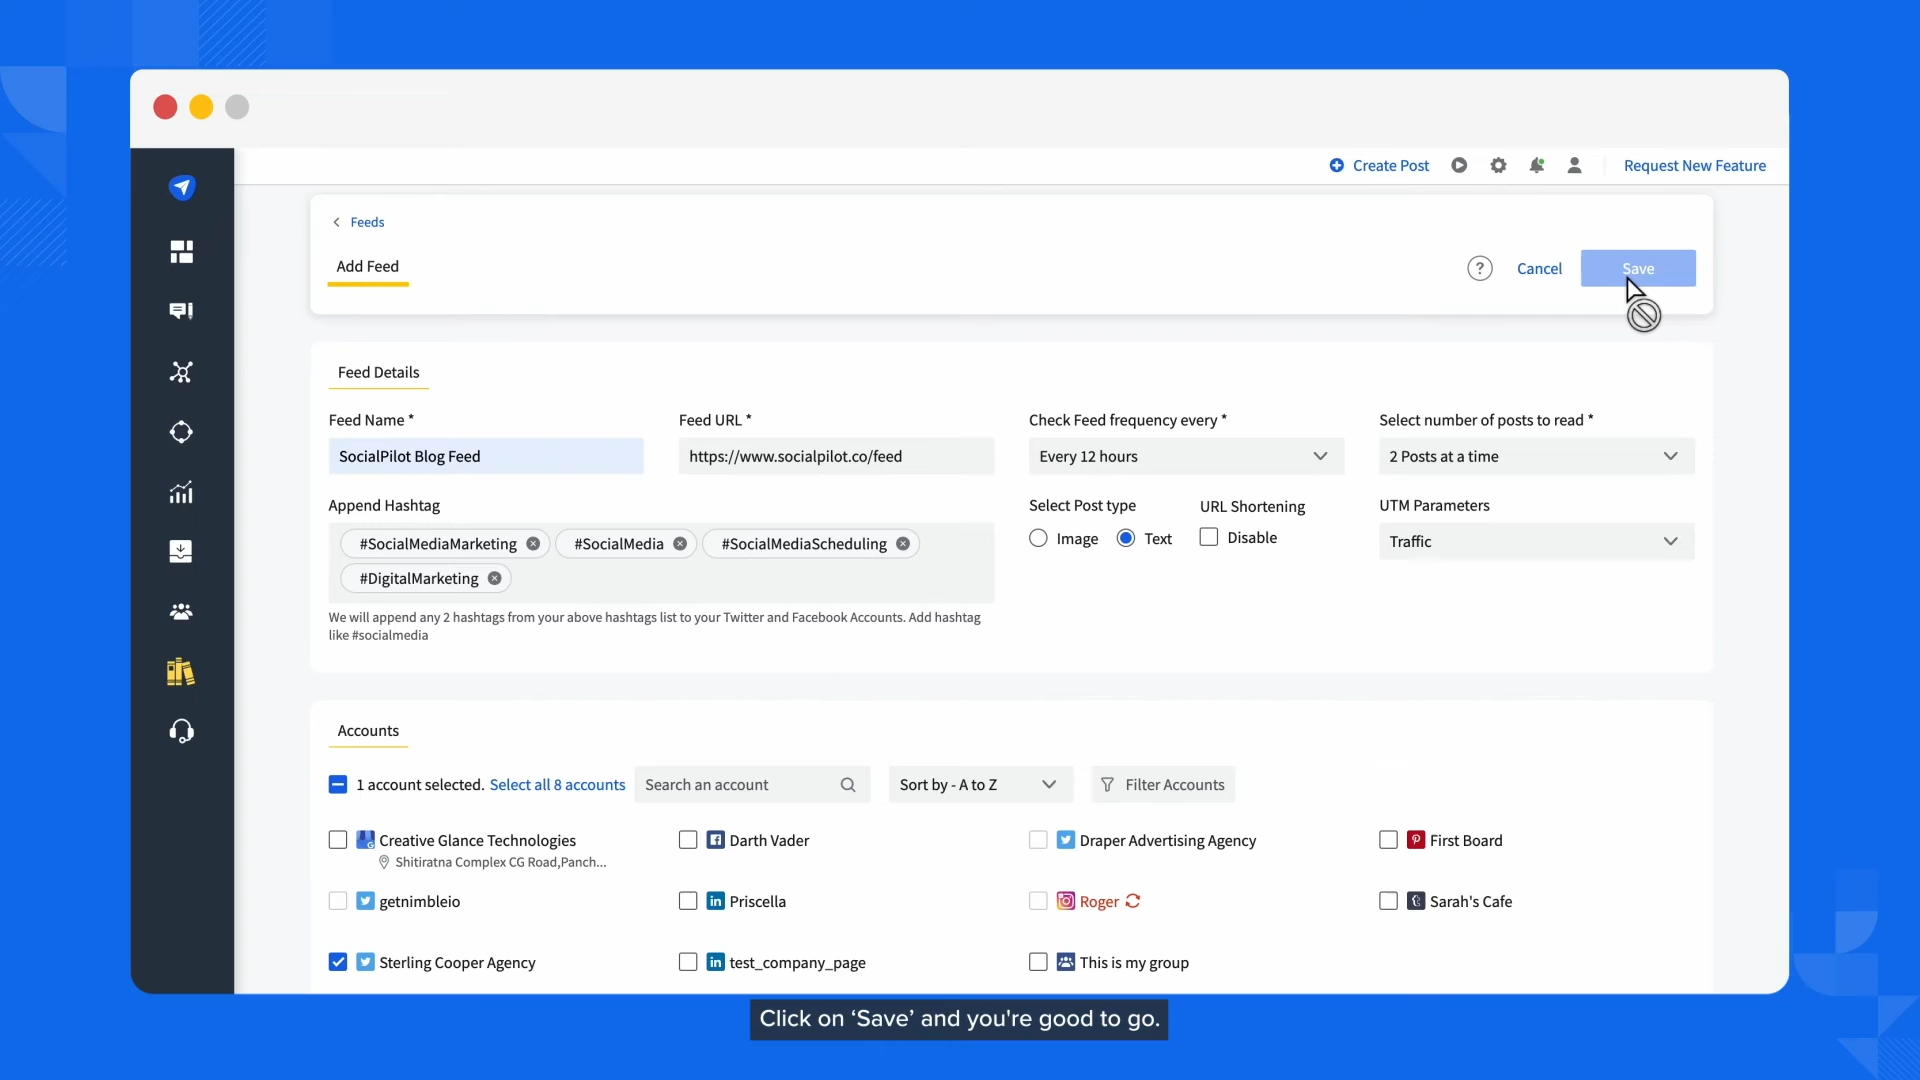 Create Post
Request New Feature
Feeds
Add Feed
? Cancel Save
Feed Details
Feed Name * Feed URL * Check Feed frequency every * Select number of posts to read *
SocialPilot Blog Feed https://www.socialpilot.co/feed Every 12 hours 2 Posts at a time
Append Hashtag Select Post type URL Shortening UTM Parameters
#SocialMediaMarketing #SocialMedia #SocialMediaScheduling Image Text Disable Traffic
#DigitalMarketing
We will append any 2 hashtags from your above hashtags list to your Twitter and Facebook Accounts. Add hashtag
like #socialmedia
Accounts
1 account selected. Select all 8 accounts Search an account Sort by - A to Z Filter Accounts
Creative Glance Technologies Darth Vader Draper Advertising Agency First Board
Shitiratna Complex CG Road,Panch...
getnimbleio Priscella Roger Sarah's Cafe
Sterling Cooper Agency test_company_page This is my group
Click on ‘Save’ and you're good to go.